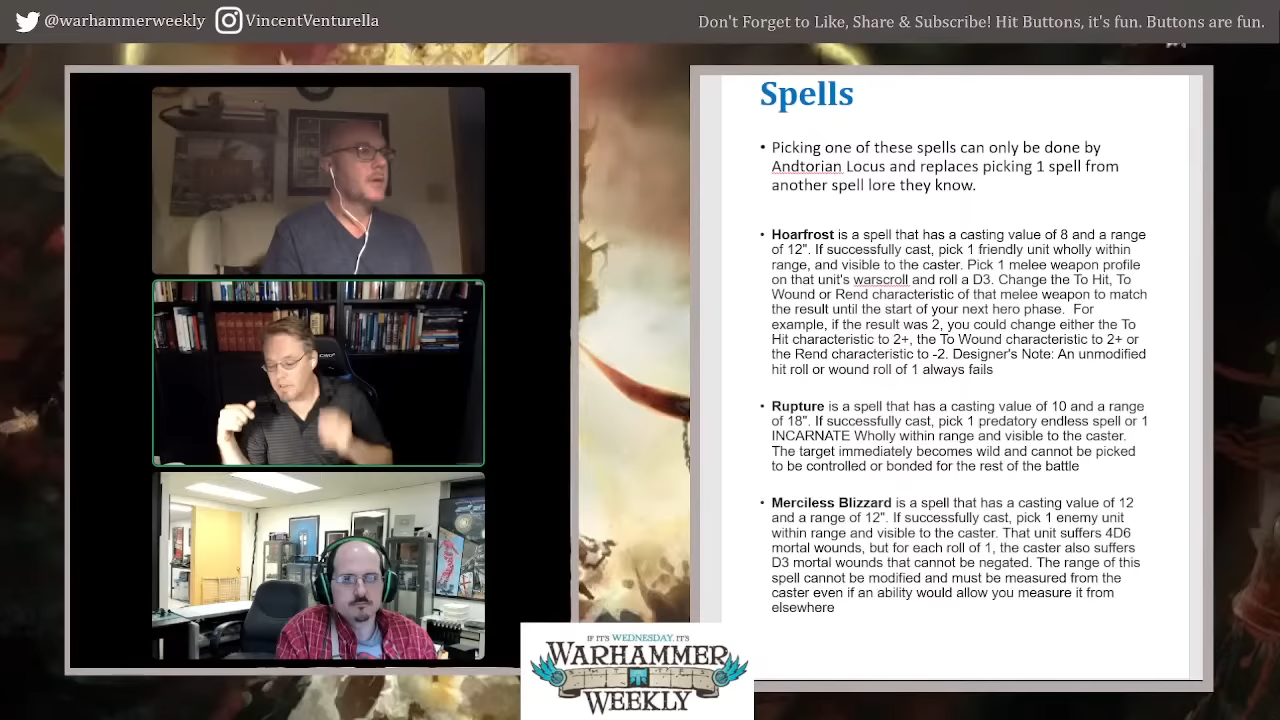 @warhammerweekly VincentVenturella
Don't Forget to Like, Share & Subscribe! Hit Buttons, it's fun. Buttons are fun.
Spells
• Picking one of these spells can only be done by
Andtorian Locus and replaces picking 1 spell from
another spell lore they know.
• Hoarfrost is a spell that has a casting value of 8 and a range
of 12". If successfully cast, pick 1 friendly unit wholly within
range, and visible to the caster. Pick 1 melee weapon profile
on that unit's warscroll and roll a D3. Change the To Hit, To
Wound or Rend characteristic of that melee weapon to match
the result until the start of your next hero phase. For
example, if the result was 2, you could change either the To
Hit characteristic to 2+, the To Wound characteristic to 2+ or
the Rend characteristic to -2. Designer's Note: An unmodified
hit roll or wound roll of 1 always fails
• Rupture is a spell that has a casting value of 10 and a range
of 18". If successfully cast, pick 1 predatory endless spell or 1
INCARNATE Wholly within range and visible to the caster.
The target immediately becomes wild and cannot be picked
to be controlled or bonded for the rest of the battle
• Merciless Blizzard is a spell that has a casting value of 12
and a range of 12". If successfully cast, pick 1 enemy unit
within range and visible to the caster. That unit suffers 4D6
mortal wounds, but for each roll of 1, the caster also suffers
D3 mortal wounds that cannot be negated. The range of this
spell cannot be modified and must be measured from the
caster even if an ability would allow you measure it from
elsewhere
IF IT'S WEDNESDAY, IT'S
WARHAMMER
WEEKLY